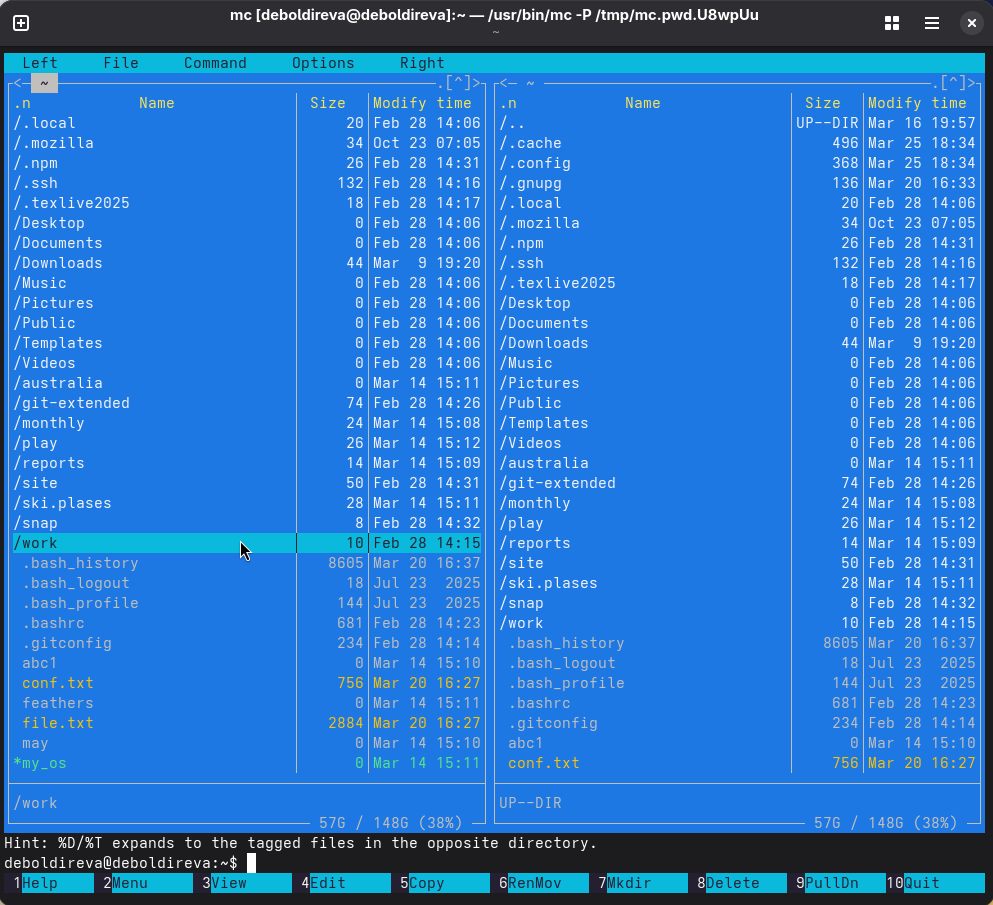 mc [deboldireva@deboldireva]:~ — /usr/bin/mc -P /tmp/mc.pwd.U8wpUu
~
Left File Command Options Right
<─ ~ ─.[^]> <─ ~ ─.[^]>
.n Name Size Modify time .n Name Size Modify time
/.local 20 Feb 28 14:06 /.. UP--DIR Mar 16 19:57
/.mozilla 34 Oct 23 07:05 /.cache 496 Mar 25 18:34
/.npm 26 Feb 28 14:31 /.config 368 Mar 25 18:34
/.ssh 132 Feb 28 14:16 /.gnupg 136 Mar 20 16:33
/.texlive2025 18 Feb 28 14:17 /.local 20 Feb 28 14:06
/Desktop 0 Feb 28 14:06 /.mozilla 34 Oct 23 07:05
/Documents 0 Feb 28 14:06 /.npm 26 Feb 28 14:31
/Downloads 44 Mar 9 19:20 /.ssh 132 Feb 28 14:16
/Music 0 Feb 28 14:06 /.texlive2025 18 Feb 28 14:17
/Pictures 0 Feb 28 14:06 /Desktop 0 Feb 28 14:06
/Public 0 Feb 28 14:06 /Documents 0 Feb 28 14:06
/Templates 0 Feb 28 14:06 /Downloads 44 Mar 9 19:20
/Videos 0 Feb 28 14:06 /Music 0 Feb 28 14:06
/australia 0 Mar 14 15:11 /Pictures 0 Feb 28 14:06
/git-extended 74 Feb 28 14:26 /Public 0 Feb 28 14:06
/monthly 24 Mar 14 15:08 /Templates 0 Feb 28 14:06
/play 26 Mar 14 15:12 /Videos 0 Feb 28 14:06
/reports 14 Mar 14 15:09 /australia 0 Mar 14 15:11
/site 50 Feb 28 14:31 /git-extended 74 Feb 28 14:26
/ski.plases 28 Mar 14 15:11 /monthly 24 Mar 14 15:08
/snap 8 Feb 28 14:32 /play 26 Mar 14 15:12
/work 10 Feb 28 14:15 /reports 14 Mar 14 15:09
.bash_history 8605 Mar 20 16:37 /site 50 Feb 28 14:31
.bash_logout 18 Jul 23 2025 /ski.plases 28 Mar 14 15:11
.bash_profile 144 Jul 23 2025 /snap 8 Feb 28 14:32
.bashrc 681 Feb 28 14:23 /work 10 Feb 28 14:15
.gitconfig 234 Feb 28 14:14 .bash_history 8605 Mar 20 16:37
abc1 0 Mar 14 15:10 .bash_logout 18 Jul 23 2025
conf.txt 756 Mar 20 16:27 .bash_profile 144 Jul 23 2025
feathers 0 Mar 14 15:11 .bashrc 681 Feb 28 14:23
file.txt 2884 Mar 20 16:27 .gitconfig 234 Feb 28 14:14
may 0 Mar 14 15:10 abc1 0 Mar 14 15:10
*my_os 0 Mar 14 15:11 conf.txt 756 Mar 20 16:27
/work UP--DIR
57G / 148G (38%) 57G / 148G (38%)
Hint: %D/%T expands to the tagged files in the opposite directory.
deboldireva@deboldireva:~$
1Help 2Menu 3View 4Edit 5Copy 6RenMov 7Mkdir 8Delete 9PullDn 10Quit